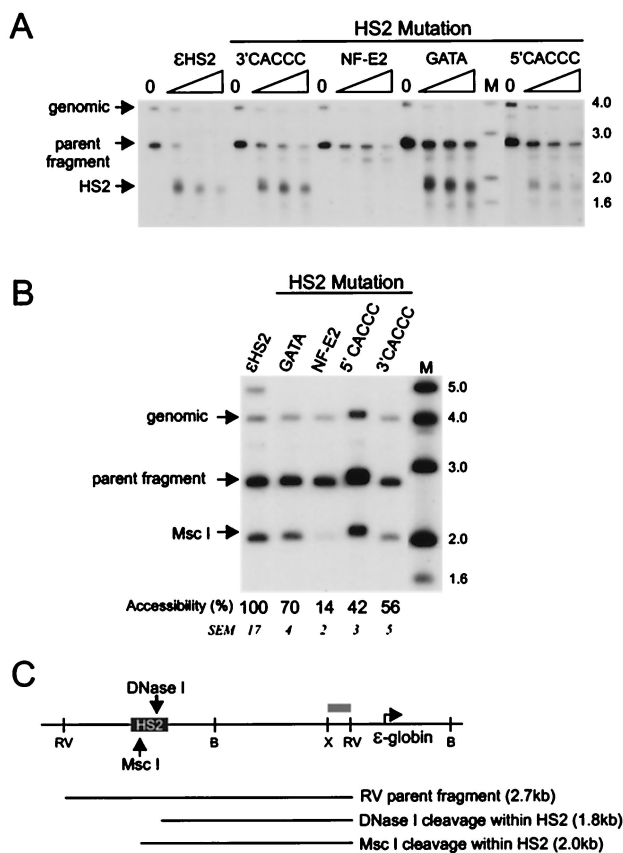 A
HS2 Mutation
εHS2 3'CACCC NF-E2 GATA 5'CACCC
0 0 0 0 M 0
genomic
parent
fragment
HS2
4.0
3.0
2.0
1.6
B
HS2 Mutation
εHS2 GATA NF-E2 5' CACCC 3'CACCC M
genomic
parent fragment
Msc I
5.0
4.0
3.0
2.0
1.6
Accessibility (%) 100 70 14 42 56
SEM 17 4 2 3 5
C
DNase I
HS2
RV B X RV ε-globin B
Msc I
RV parent fragment (2.7kb)
DNase I cleavage within HS2 (1.8kb)
Msc I cleavage within HS2 (2.0kb)